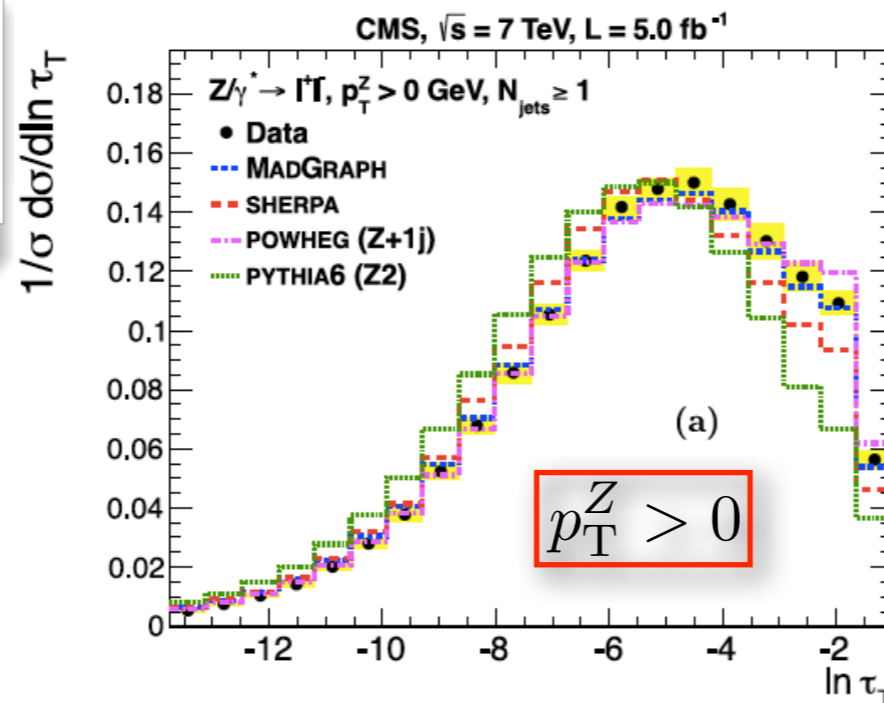 CMS, √s = 7 TeV, L = 5.0 fb⁻¹
1/σ dσ/dln τ_T
Z/γ* → l⁺l⁻, p_T^Z > 0 GeV, N_jets ≥ 1
Data
MADGRAPH
SHERPA
POWHEG (Z+1j)
PYTHIA6 (Z2)
0.18
0.16
0.14
0.12
0.1
0.08
0.06
0.04
0.02
0
(a)
p_T^Z > 0
-12 -10 -8 -6 -4 -2
ln τ_T